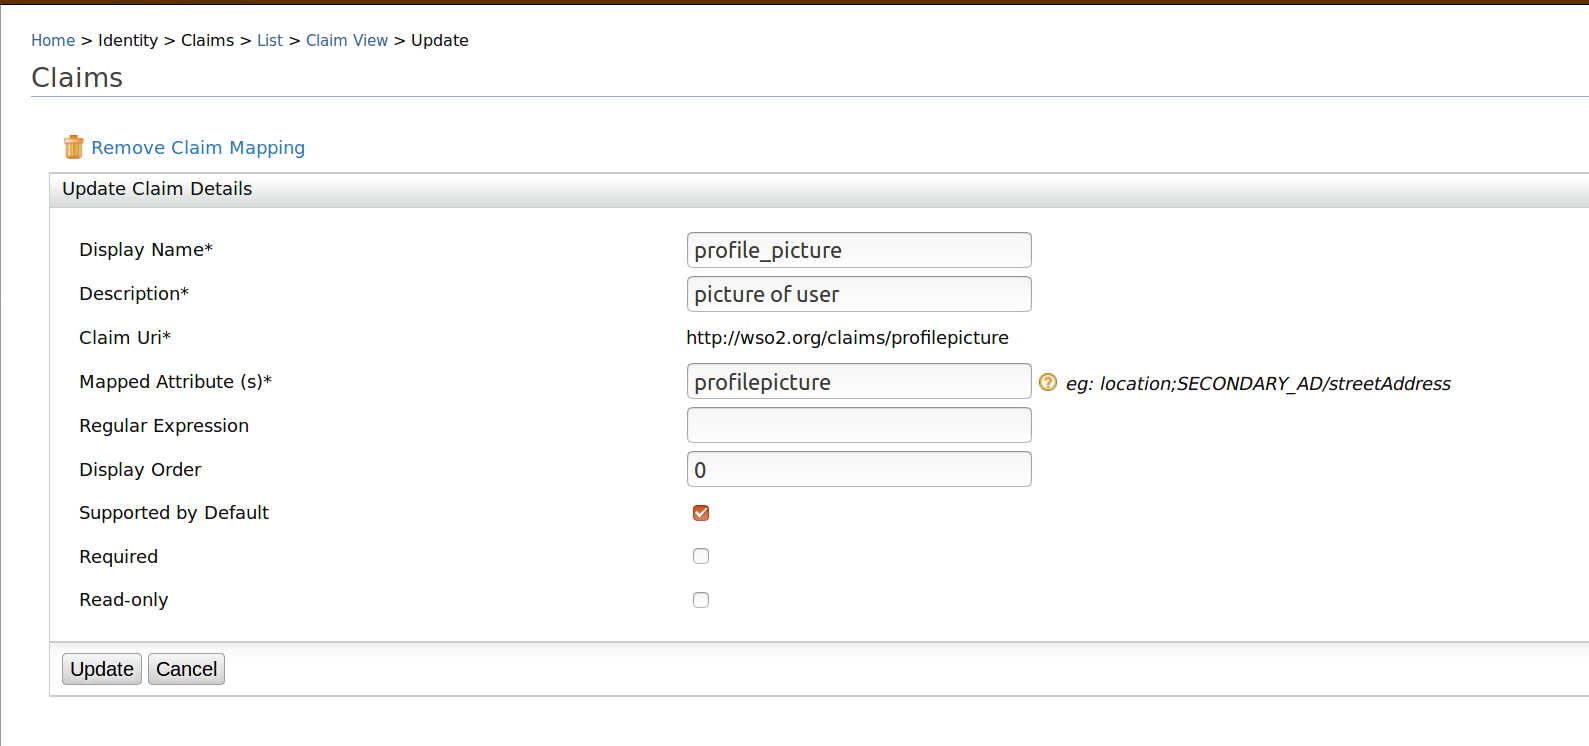 Home > Identity > Claims > List > Claim View > Update
Claims
Remove Claim Mapping
Update Claim Details
Display Name* profile_picture
Description* picture of user
Claim Uri* http://wso2.org/claims/profilepicture
Mapped Attribute (s)* profilepicture ? eg: location;SECONDARY_AD/streetAddress
Regular Expression
Display Order 0
Supported by Default
Required
Read-only
Update Cancel